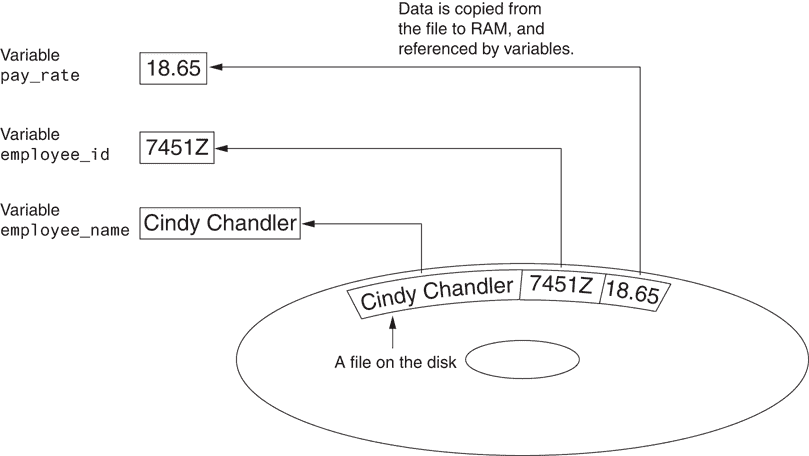 Data is copied from
the file to RAM, and
referenced by variables.
Variable
pay_rate
18.65
Variable
employee_id
7451Z
Variable
employee_name
Cindy Chandler
Cindy Chandler
7451Z
18.65
A file on the disk